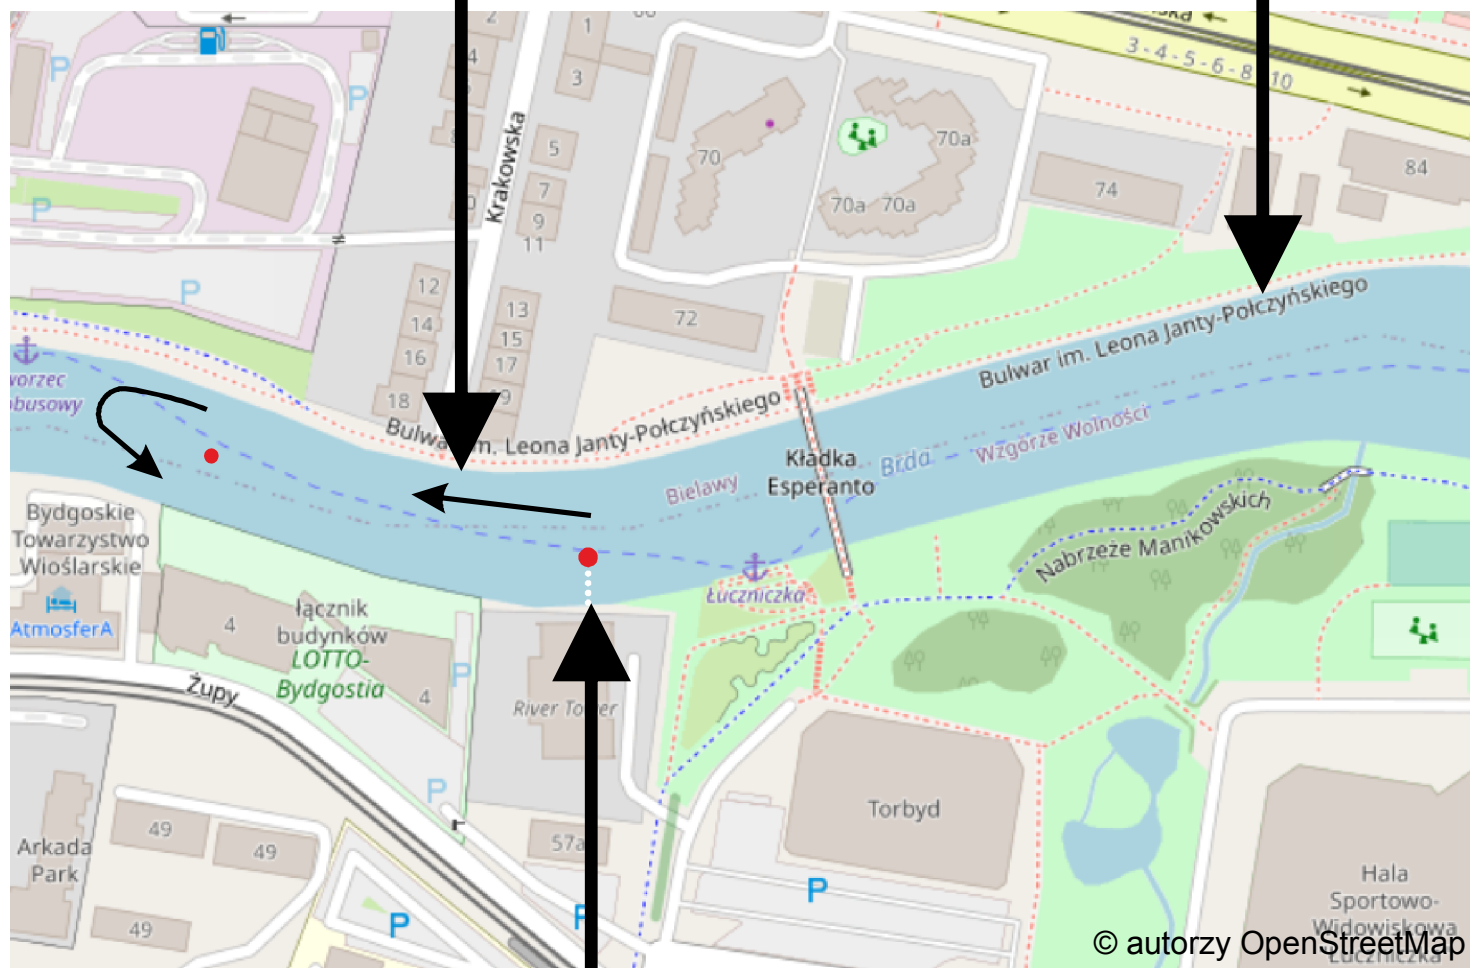 P
P
P
P
2
4
1
3
5
7
9
11
Krakowska
12
14
16
18
13
15
17
72
70
70a
70a
70a
74
84
3-4-5-6-8
10
Bulwar im. Leona Janty-Połczyńskiego
Bulwar im. Leona Janty-Połczyńskiego
Kładka
Esperanto
Bielawy
Brda
Wzgórze Wolności
Nabrzeże Manikowskich
Łuczniczka
Bydgoskie
Towarzystwo
Wioślarskie
AtmosferA
4
łącznik
budynków
LOTTO-
Bydgostia
4
P
Żupy
P
River Tower
57a
Arkada
Park
49
49
49
P
P
P
Torbyd
Hala
Sportowo-
Widowiskowa
Łuczniczka
© autorzy OpenStreetMap